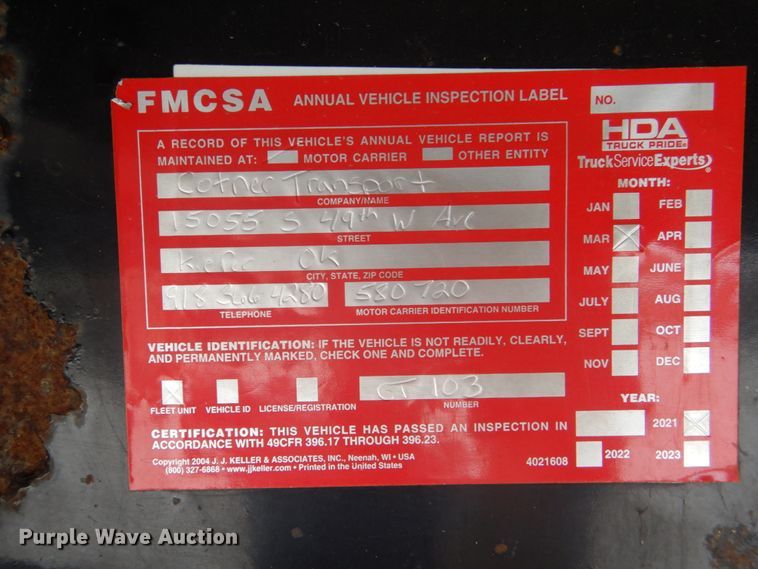 FMCSA ANNUAL VEHICLE INSPECTION LABEL NO.
HDA
TRUCK PRIDE®
TruckServiceExperts
A RECORD OF THIS VEHICLE'S ANNUAL VEHICLE REPORT IS
MAINTAINED AT: MOTOR CARRIER OTHER ENTITY
Cotner Transport
COMPANY/NAME
15055 S 49th W Ave
STREET
Ok
CITY, STATE, ZIP CODE
918 366 4280 580720
TELEPHONE MOTOR CARRIER IDENTIFICATION NUMBER
MONTH:
JAN FEB
MAR APR
MAY JUNE
JULY AUG
SEPT OCT
NOV DEC
VEHICLE IDENTIFICATION: IF THE VEHICLE IS NOT READILY, CLEARLY,
AND PERMANENTLY MARKED, CHECK ONE AND COMPLETE.
CT 103
FLEET UNIT VEHICLE ID LICENSE/REGISTRATION NUMBER
YEAR:
2021
2022 2023
CERTIFICATION: THIS VEHICLE HAS PASSED AN INSPECTION IN
ACCORDANCE WITH 49CFR 396.17 THROUGH 396.23.
Copyright 2004 J. J. KELLER & ASSOCIATES, INC., Neenah, WI • USA
(800) 327-6868 • www.jjkeller.com • Printed in the United States 4021608
Purple Wave Auction